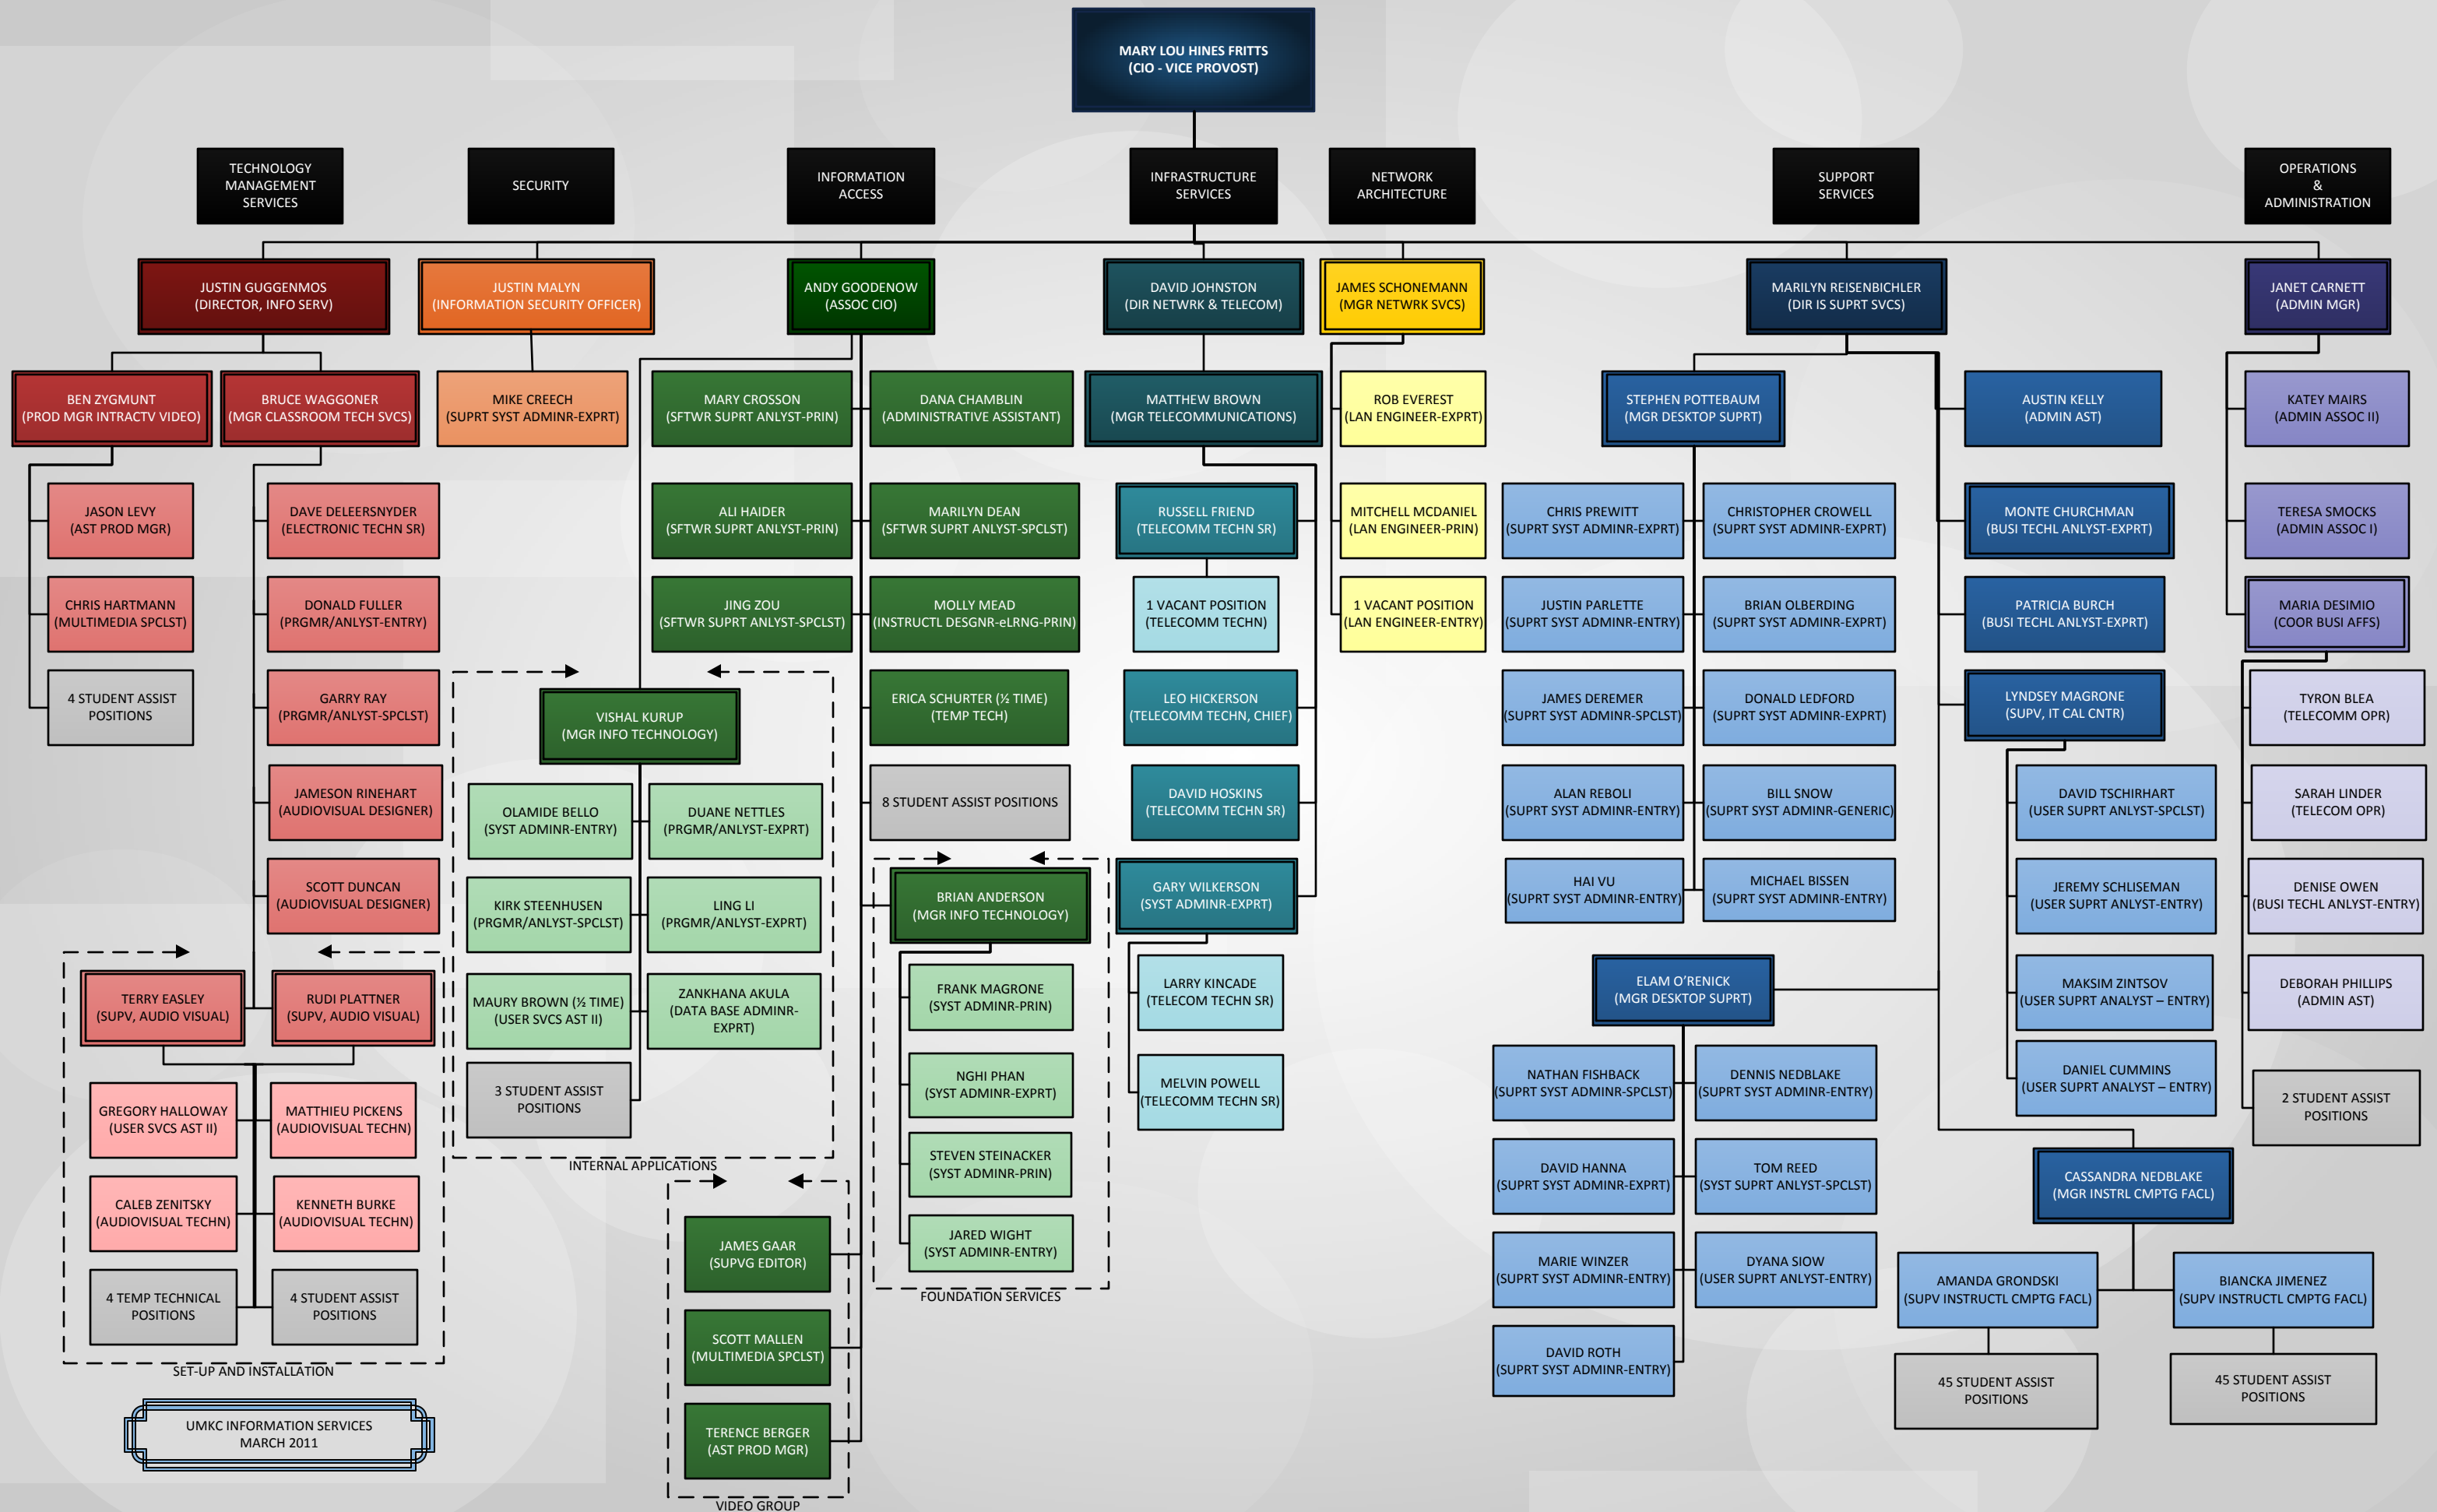 MARY LOU HINES FRITTS
(CIO - VICE PROVOST)
TECHNOLOGY
MANAGEMENT
SERVICES
SECURITY
INFORMATION
ACCESS
INFRASTRUCTURE
SERVICES
NETWORK
ARCHITECTURE
SUPPORT
SERVICES
OPERATIONS
&
ADMINISTRATION
JUSTIN GUGGENMOS
(DIRECTOR, INFO SERV)
JUSTIN MALYN
(INFORMATION SECURITY OFFICER)
ANDY GOODENOW
(ASSOC CIO)
DAVID JOHNSTON
(DIR NETWRK & TELECOM)
JAMES SCHONEMANN
(MGR NETWRK SVCS)
MARILYN REISENBICHLER
(DIR IS SUPRT SVCS)
JANET CARNETT
(ADMIN MGR)
BEN ZYGMUNT
(PROD MGR INTRACTV VIDEO)
BRUCE WAGGONER
(MGR CLASSROOM TECH SVCS)
MIKE CREECH
(SUPRT SYST ADMINR-EXPRT)
MARY CROSSON
(SFTWR SUPRT ANLYST-PRIN)
DANA CHAMBLIN
(ADMINISTRATIVE ASSISTANT)
MATTHEW BROWN
(MGR TELECOMMUNICATIONS)
ROB EVEREST
(LAN ENGINEER-EXPRT)
STEPHEN POTTEBAUM
(MGR DESKTOP SUPRT)
AUSTIN KELLY
(ADMIN AST)
KATEY MAIRS
(ADMIN ASSOC II)
JASON LEVY
(AST PROD MGR)
DAVE DELEERSNYDER
(ELECTRONIC TECHN SR)
ALI HAIDER
(SFTWR SUPRT ANLYST-PRIN)
MARILYN DEAN
(SFTWR SUPRT ANLYST-SPCLST)
RUSSELL FRIEND
(TELECOMM TECHN SR)
MITCHELL MCDANIEL
(LAN ENGINEER-PRIN)
CHRIS PREWITT
(SUPRT SYST ADMINR-EXPRT)
CHRISTOPHER CROWELL
(SUPRT SYST ADMINR-EXPRT)
MONTE CHURCHMAN
(BUSI TECHL ANLYST-EXPRT)
TERESA SMOCKS
(ADMIN ASSOC I)
CHRIS HARTMANN
(MULTIMEDIA SPCLST)
DONALD FULLER
(PRGMR/ANLYST-ENTRY)
JING ZOU
(SFTWR SUPRT ANLYST-SPCLST)
MOLLY MEAD
(INSTRUCTL DESGNR-eLRNG-PRIN)
1 VACANT POSITION
(TELECOMM TECHN)
1 VACANT POSITION
(LAN ENGINEER-ENTRY)
JUSTIN PARLETTE
(SUPRT SYST ADMINR-ENTRY)
BRIAN OLBERDING
(SUPRT SYST ADMINR-EXPRT)
PATRICIA BURCH
(BUSI TECHL ANLYST-EXPRT)
MARIA DESIMIO
(COOR BUSI AFFS)
4 STUDENT ASSIST
POSITIONS
GARRY RAY
(PRGMR/ANLYST-SPCLST)
VISHAL KURUP
(MGR INFO TECHNOLOGY)
ERICA SCHURTER (½ TIME)
(TEMP TECH)
LEO HICKERSON
(TELECOMM TECHN, CHIEF)
JAMES DEREMER
(SUPRT SYST ADMINR-SPCLST)
DONALD LEDFORD
(SUPRT SYST ADMINR-EXPRT)
LYNDSEY MAGRONE
(SUPV, IT CAL CNTR)
TYRON BLEA
(TELECOMM OPR)
JAMESON RINEHART
(AUDIOVISUAL DESIGNER)
OLAMIDE BELLO
(SYST ADMINR-ENTRY)
DUANE NETTLES
(PRGMR/ANLYST-EXPRT)
8 STUDENT ASSIST POSITIONS
DAVID HOSKINS
(TELECOMM TECHN SR)
ALAN REBOLI
(SUPRT SYST ADMINR-ENTRY)
BILL SNOW
(SUPRT SYST ADMINR-GENERIC)
DAVID TSCHIRHART
(USER SUPRT ANLYST-SPCLST)
SARAH LINDER
(TELECOM OPR)
SCOTT DUNCAN
(AUDIOVISUAL DESIGNER)
KIRK STEENHUSEN
(PRGMR/ANLYST-SPCLST)
LING LI
(PRGMR/ANLYST-EXPRT)
BRIAN ANDERSON
(MGR INFO TECHNOLOGY)
GARY WILKERSON
(SYST ADMINR-EXPRT)
HAI VU
(SUPRT SYST ADMINR-ENTRY)
MICHAEL BISSEN
(SUPRT SYST ADMINR-ENTRY)
JEREMY SCHLISEMAN
(USER SUPRT ANLYST-ENTRY)
DENISE OWEN
(BUSI TECHL ANLYST-ENTRY)
TERRY EASLEY
(SUPV, AUDIO VISUAL)
RUDI PLATTNER
(SUPV, AUDIO VISUAL)
MAURY BROWN (½ TIME)
(USER SVCS AST II)
ZANKHANA AKULA
(DATA BASE ADMINR-
EXPRT)
FRANK MAGRONE
(SYST ADMINR-PRIN)
LARRY KINCADE
(TELECOM TECHN SR)
ELAM O’RENICK
(MGR DESKTOP SUPRT)
MAKSIM ZINTSOV
(USER SUPRT ANALYST – ENTRY)
DEBORAH PHILLIPS
(ADMIN AST)
GREGORY HALLOWAY
(USER SVCS AST II)
MATTHIEU PICKENS
(AUDIOVISUAL TECHN)
3 STUDENT ASSIST
POSITIONS
NGHI PHAN
(SYST ADMINR-EXPRT)
MELVIN POWELL
(TELECOMM TECHN SR)
NATHAN FISHBACK
(SUPRT SYST ADMINR-SPCLST)
DENNIS NEDBLAKE
(SUPRT SYST ADMINR-ENTRY)
DANIEL CUMMINS
(USER SUPRT ANALYST – ENTRY)
2 STUDENT ASSIST
POSITIONS
INTERNAL APPLICATIONS
STEVEN STEINACKER
(SYST ADMINR-PRIN)
DAVID HANNA
(SUPRT SYST ADMINR-EXPRT)
TOM REED
(SYST SUPRT ANLYST-SPCLST)
CASSANDRA NEDBLAKE
(MGR INSTRL CMPTG FACL)
CALEB ZENITSKY
(AUDIOVISUAL TECHN)
KENNETH BURKE
(AUDIOVISUAL TECHN)
JAMES GAAR
(SUPVG EDITOR)
JARED WIGHT
(SYST ADMINR-ENTRY)
FOUNDATION SERVICES
MARIE WINZER
(SUPRT SYST ADMINR-ENTRY)
DYANA SIOW
(USER SUPRT ANLYST-ENTRY)
AMANDA GRONDSKI
(SUPV INSTRUCTL CMPTG FACL)
BIANCKA JIMENEZ
(SUPV INSTRUCTL CMPTG FACL)
4 TEMP TECHNICAL
POSITIONS
4 STUDENT ASSIST
POSITIONS
SET-UP AND INSTALLATION
SCOTT MALLEN
(MULTIMEDIA SPCLST)
DAVID ROTH
(SUPRT SYST ADMINR-ENTRY)
45 STUDENT ASSIST
POSITIONS
45 STUDENT ASSIST
POSITIONS
UMKC INFORMATION SERVICES
MARCH 2011
TERENCE BERGER
(AST PROD MGR)
VIDEO GROUP